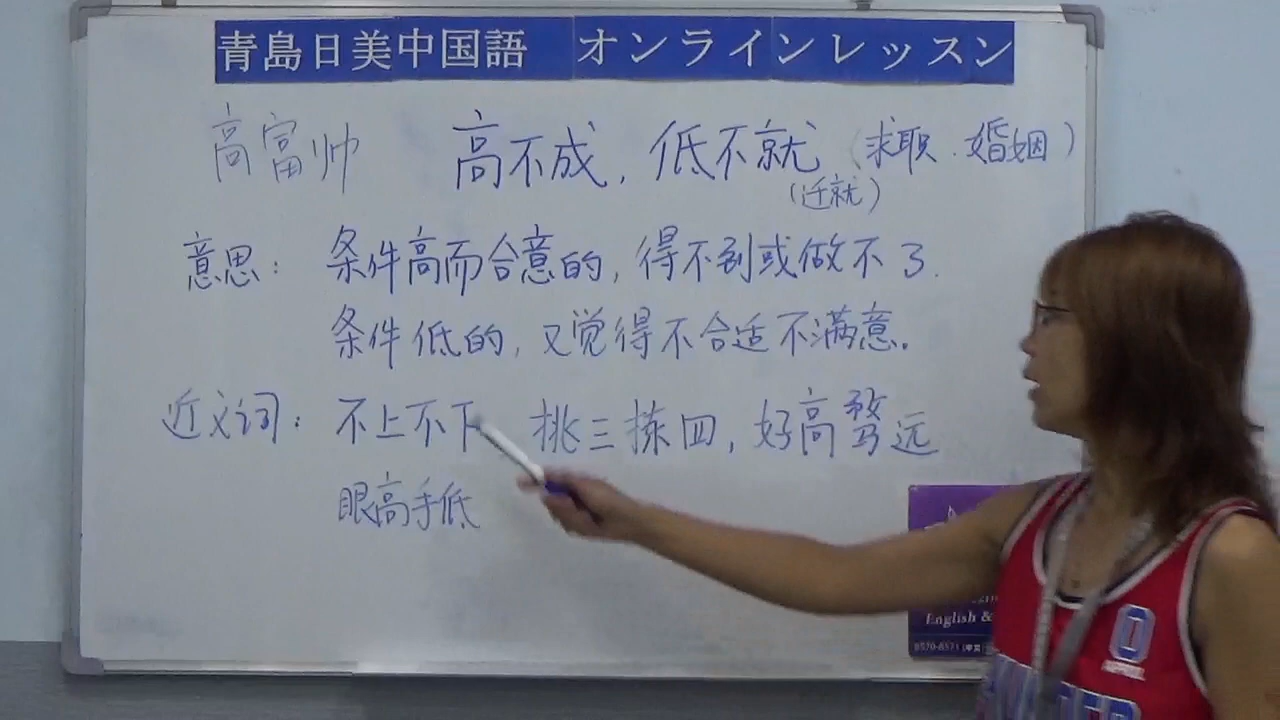 青島日美中国語 オンラインレッスン
高富帅 高不成，低不就（求职．婚姻）
（迁就）
意思：条件高而合意的，得不到或做不了．
条件低的，又觉得不合适不满意。
近义词：不上不下 挑三拣四，好高骛远
眼高手低
English &
8570-8571